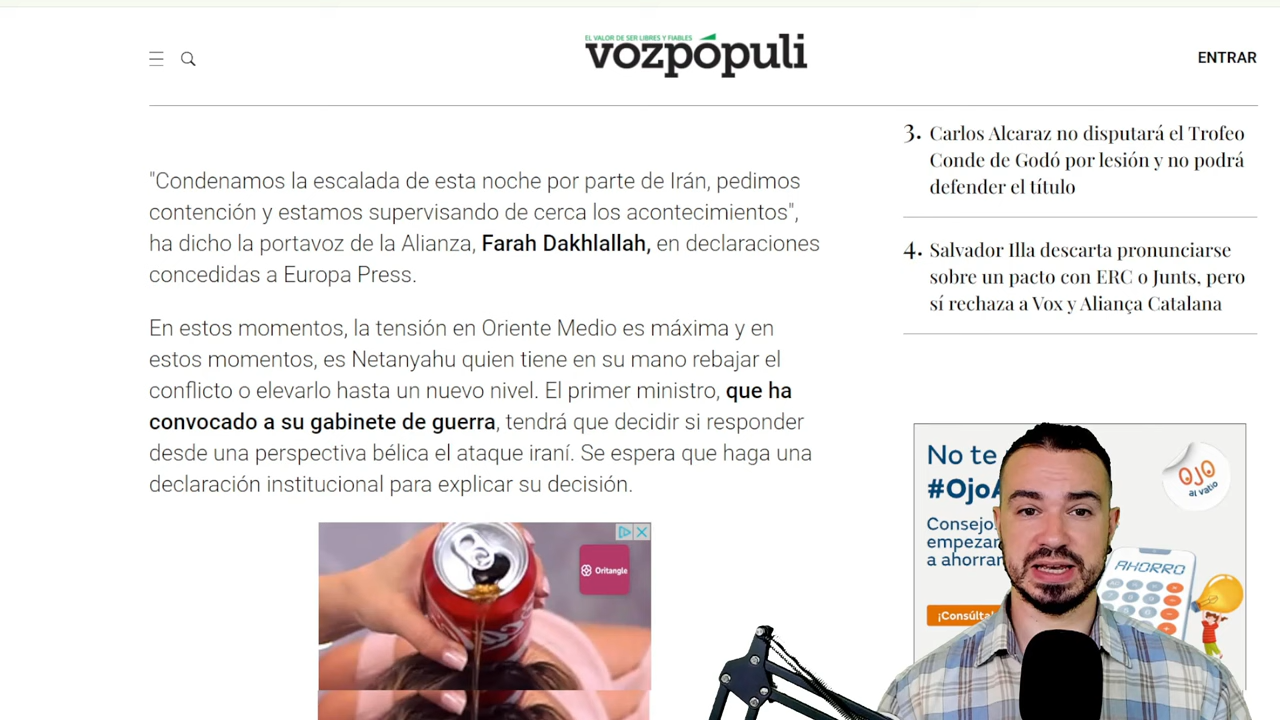 EL VALOR DE SER LIBRES Y FIABLES
vozpópuli
ENTRAR
"Condenamos la escalada de esta noche por parte de Irán, pedimos
contención y estamos supervisando de cerca los acontecimientos",
ha dicho la portavoz de la Alianza, Farah Dakhlallah, en declaraciones
concedidas a Europa Press.
En estos momentos, la tensión en Oriente Medio es máxima y en
estos momentos, es Netanyahu quien tiene en su mano rebajar el
conflicto o elevarlo hasta un nuevo nivel. El primer ministro, que ha
convocado a su gabinete de guerra, tendrá que decidir si responder
desde una perspectiva bélica el ataque iraní. Se espera que haga una
declaración institucional para explicar su decisión.
Oritangle
3. Carlos Alcaraz no disputará el Trofeo
Conde de Godó por lesión y no podrá
defender el título
4. Salvador Illa descarta pronunciarse
sobre un pacto con ERC o Junts, pero
sí rechaza a Vox y Aliança Catalana
No te
OJO
al vatio
empezar
a ahorrar
AHORRO